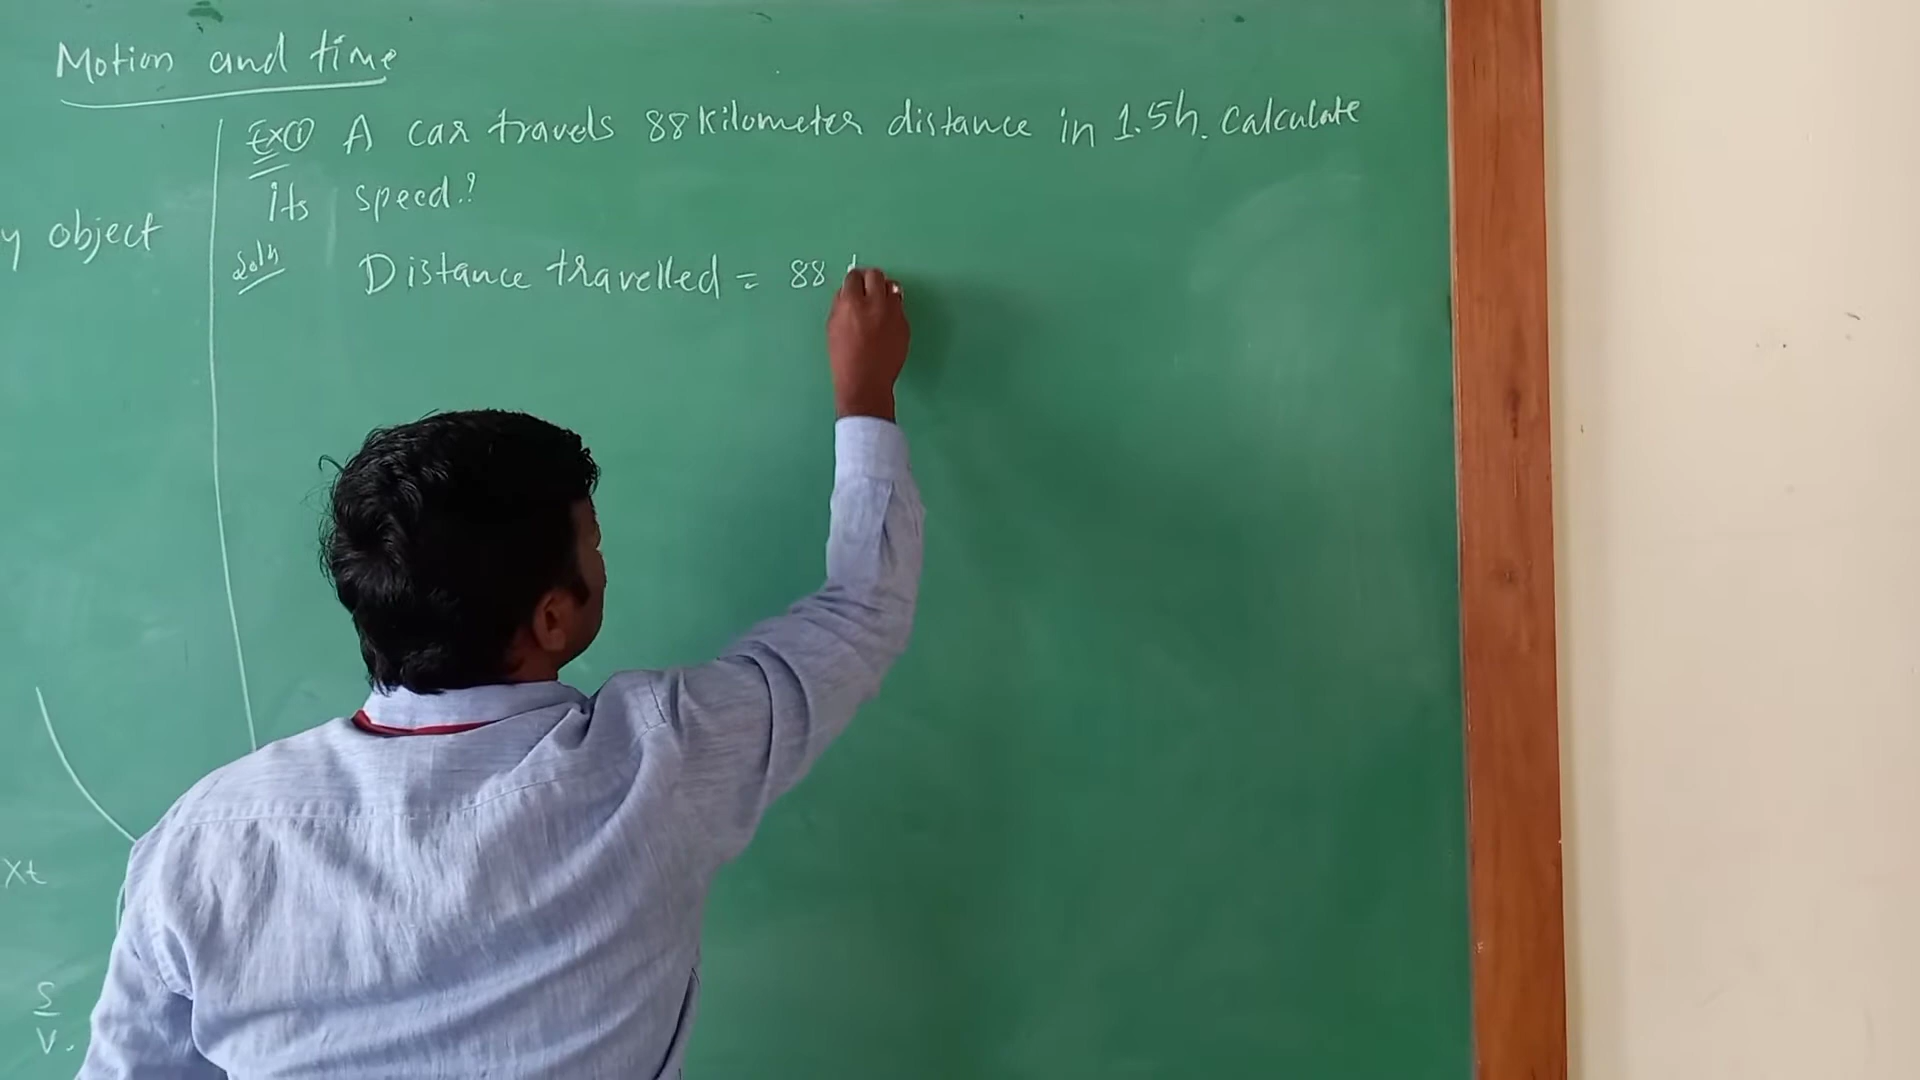 Motion and time
Ex① A car travels 88 Kilometer distance in 1.5h. Calculate
its speed.?
y object
Soln Distance travelled = 88
xt
S
V.